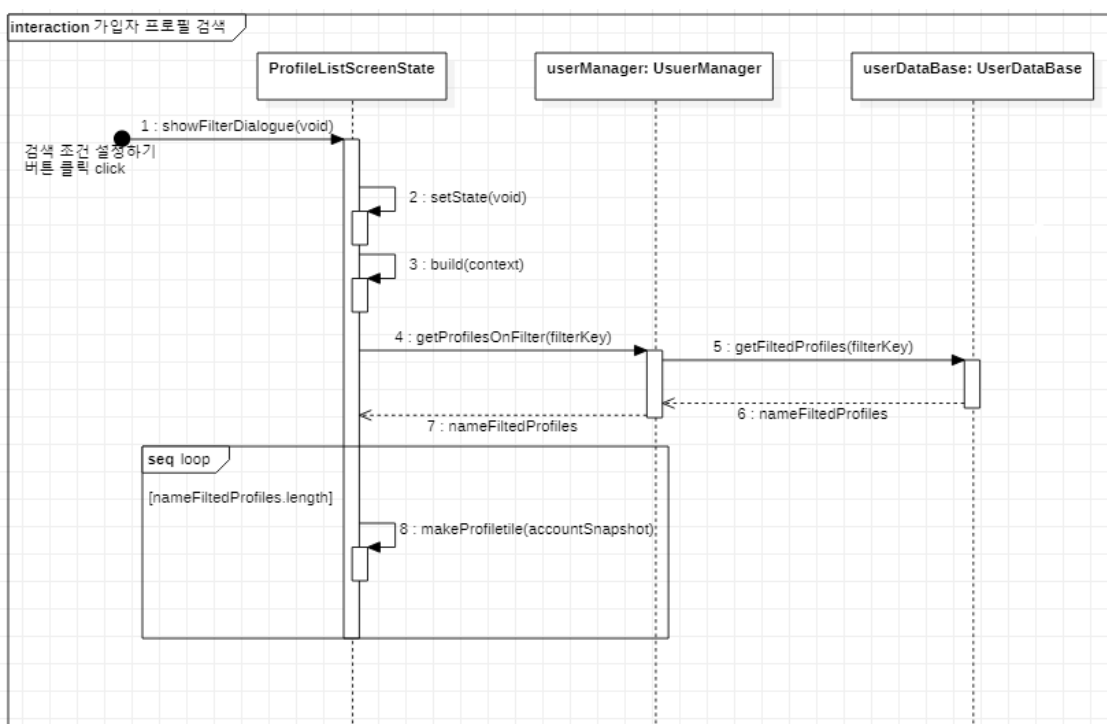 interaction 가입자 프로필 검색
ProfileListScreenState
userManager: UsuerManager
userDataBase: UserDataBase
1 : showFilterDialogue(void)
검색 조건 설정하기
버튼 클릭 click
2 : setState(void)
3 : build(context)
4 : getProfilesOnFilter(filterKey)
5 : getFiltedProfiles(filterKey)
6 : nameFiltedProfiles
7 : nameFiltedProfiles
seq loop
[nameFiltedProfiles.length]
8 : makeProfiletile(accountSnapshot)